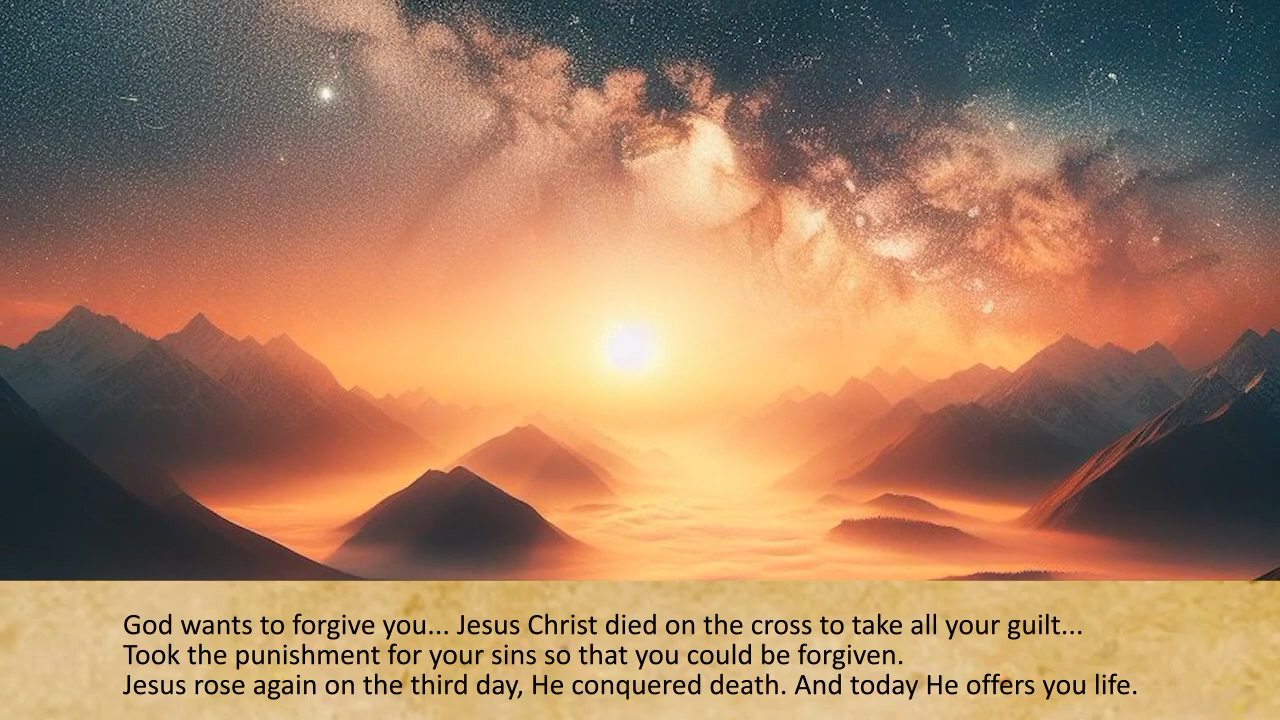 God wants to forgive you... Jesus Christ died on the cross to take all your guilt...
Took the punishment for your sins so that you could be forgiven.
Jesus rose again on the third day, He conquered death. And today He offers you life.